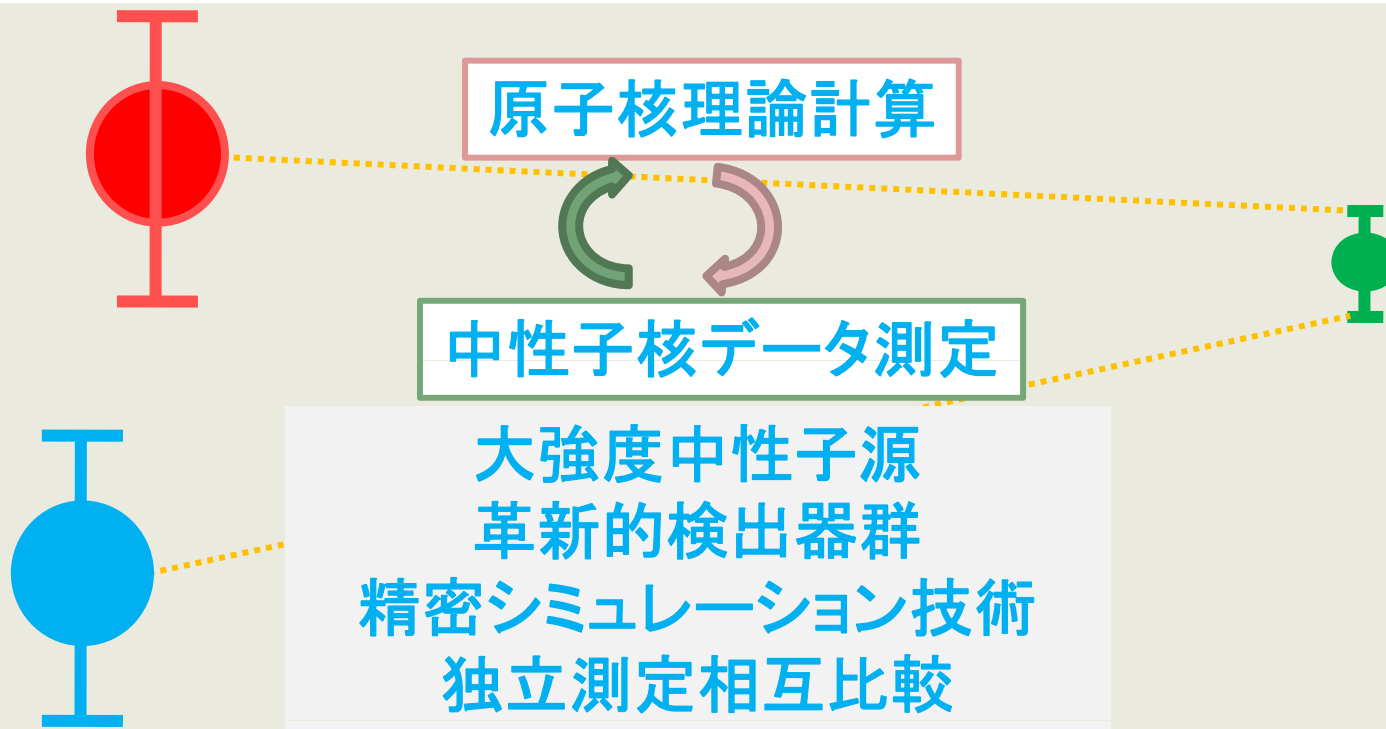 原子核理論計算
中性子核データ測定
大強度中性子源
革新的検出器群
精密シミュレーション技術
独立測定相互比較